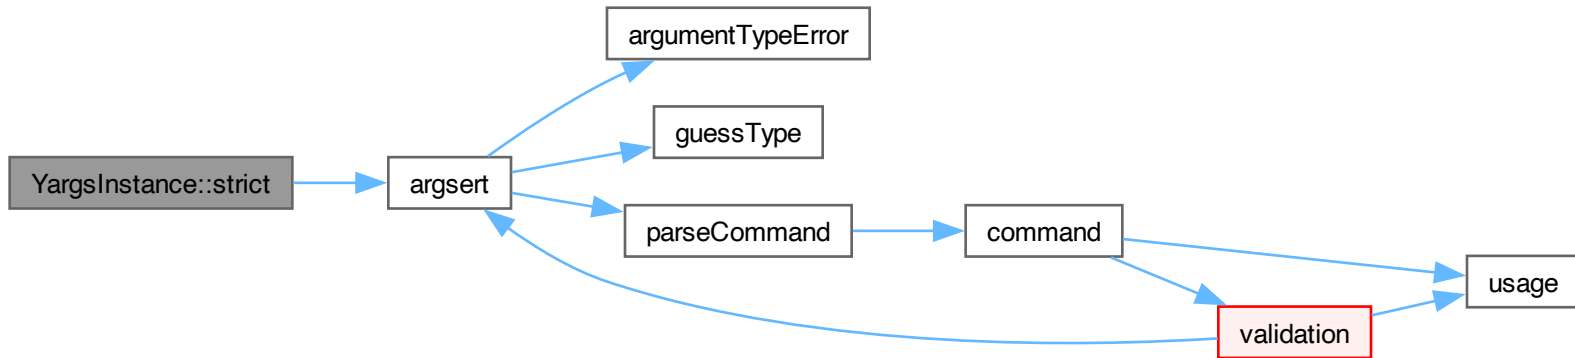 argumentTypeError
guessType
YargsInstance::strict
argsert
parseCommand
command
usage
validation